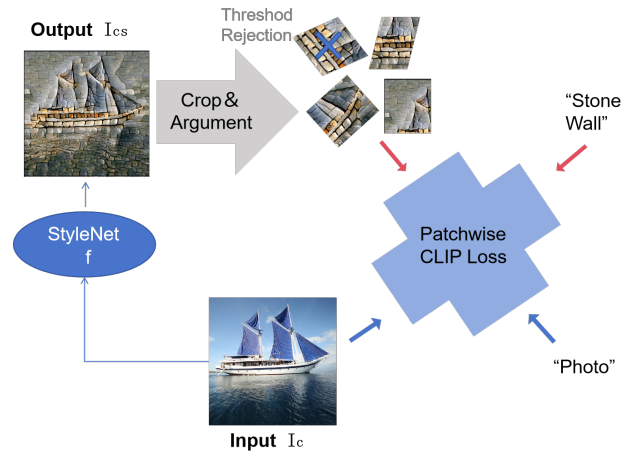 Output Ics
Threshod
Rejection
Crop&
Argument
“Stone
Wall”
StyleNet
f
Patchwise
CLIP Loss
“Photo”
Input Ic